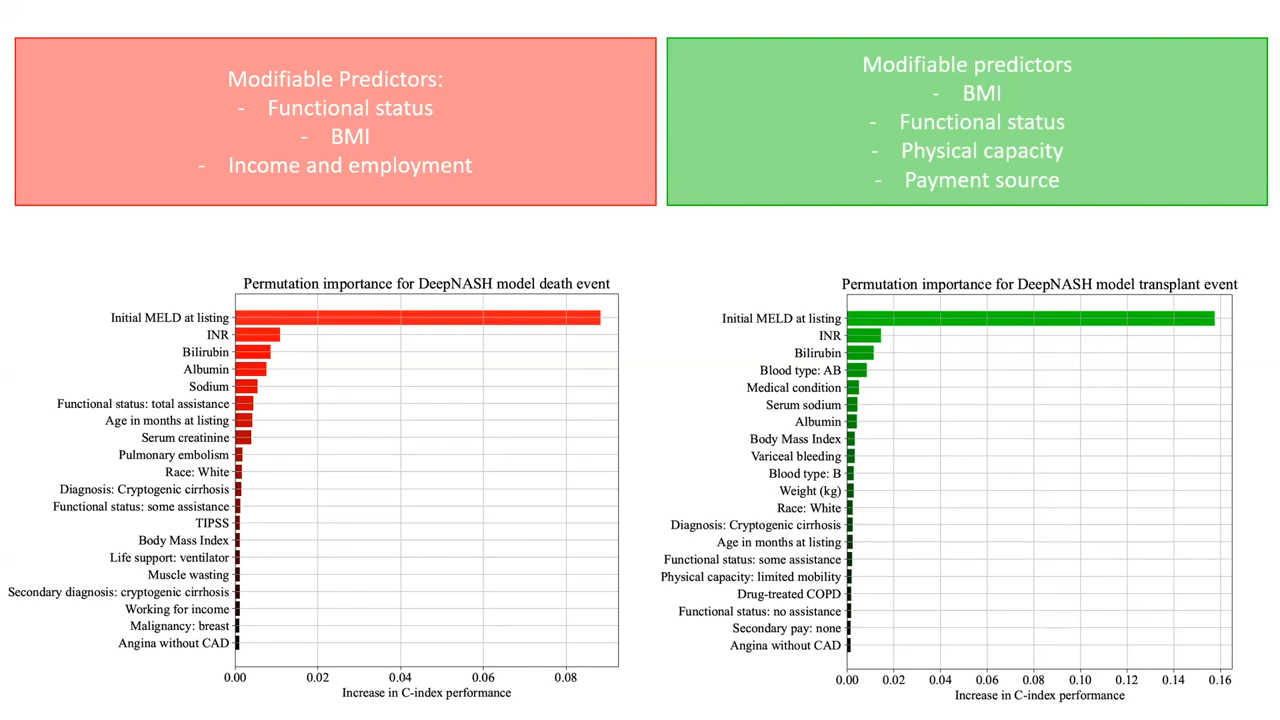 Modifiable Predictors:
- Functional status
- BMI
- Income and employment
Modifiable predictors
- BMI
- Functional status
- Physical capacity
- Payment source
Permutation importance for DeepNASH model death event
Initial MELD at listing
INR
Bilirubin
Albumin
Sodium
Functional status: total assistance
Age in months at listing
Serum creatinine
Pulmonary embolism
Race: White
Diagnosis: Cryptogenic cirrhosis
Functional status: some assistance
TIPSS
Body Mass Index
Life support: ventilator
Muscle wasting
Secondary diagnosis: cryptogenic cirrhosis
Working for income
Malignancy: breast
Angina without CAD
0.00 0.02 0.04 0.06 0.08
Increase in C-index performance
Permutation importance for DeepNASH model transplant event
Initial MELD at listing
INR
Bilirubin
Blood type: AB
Medical condition
Serum sodium
Albumin
Body Mass Index
Variceal bleeding
Blood type: B
Weight (kg)
Race: White
Diagnosis: Cryptogenic cirrhosis
Age in months at listing
Functional status: some assistance
Physical capacity: limited mobility
Drug-treated COPD
Functional status: no assistance
Secondary pay: none
Angina without CAD
0.00 0.02 0.04 0.06 0.08 0.10 0.12 0.14 0.16
Increase in C-index performance